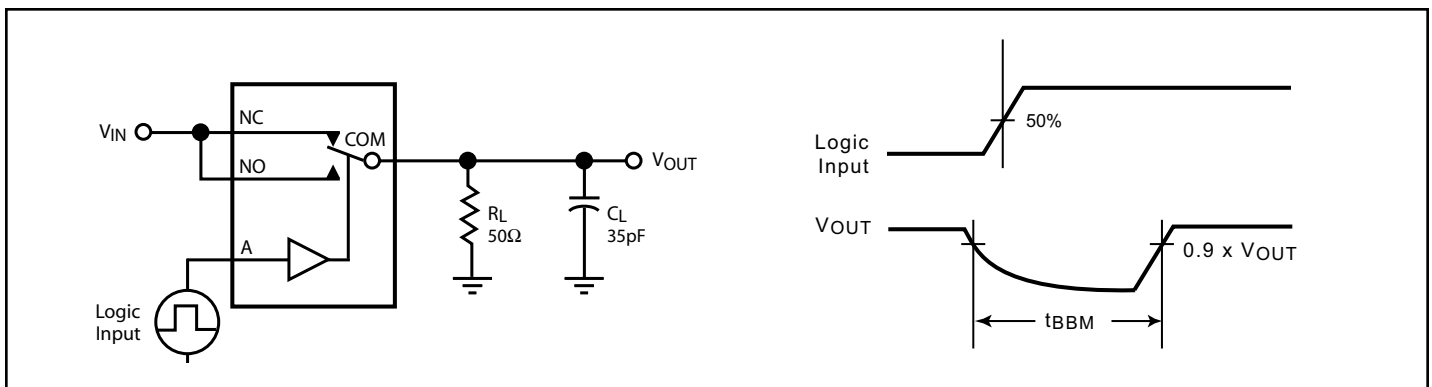 VIN
NC
NO
COM
A
Logic
Input
RL
50Ω
CL
35pF
VOUT
Logic
Input
50%
VOUT
0.9 x VOUT
tBBM